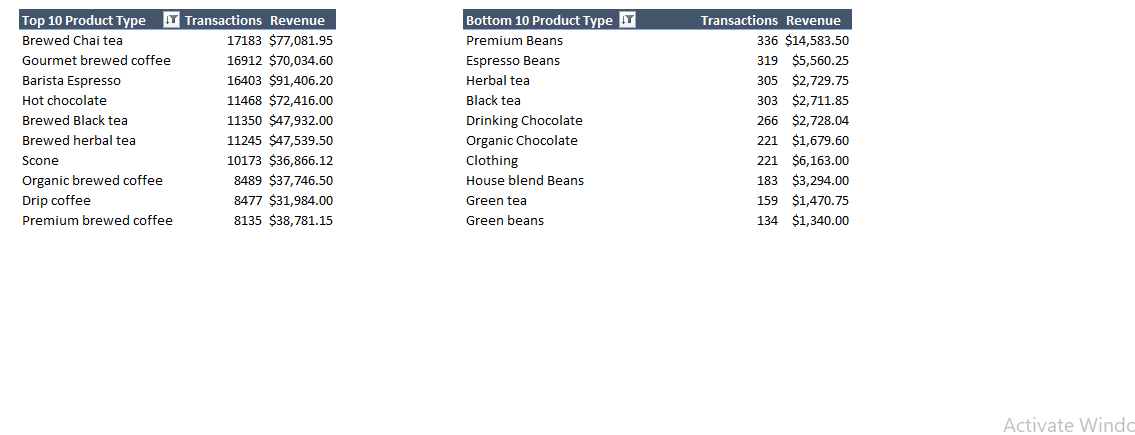 Top 10 Product Type Transactions Revenue
Brewed Chai tea 17183 $77,081.95
Gourmet brewed coffee 16912 $70,034.60
Barista Espresso 16403 $91,406.20
Hot chocolate 11468 $72,416.00
Brewed Black tea 11350 $47,932.00
Brewed herbal tea 11245 $47,539.50
Scone 10173 $36,866.12
Organic brewed coffee 8489 $37,746.50
Drip coffee 8477 $31,984.00
Premium brewed coffee 8135 $38,781.15
Bottom 10 Product Type Transactions Revenue
Premium Beans 336 $14,583.50
Espresso Beans 319 $5,560.25
Herbal tea 305 $2,729.75
Black tea 303 $2,711.85
Drinking Chocolate 266 $2,728.04
Organic Chocolate 221 $1,679.60
Clothing 221 $6,163.00
House blend Beans 183 $3,294.00
Green tea 159 $1,470.75
Green beans 134 $1,340.00
Activate Windo